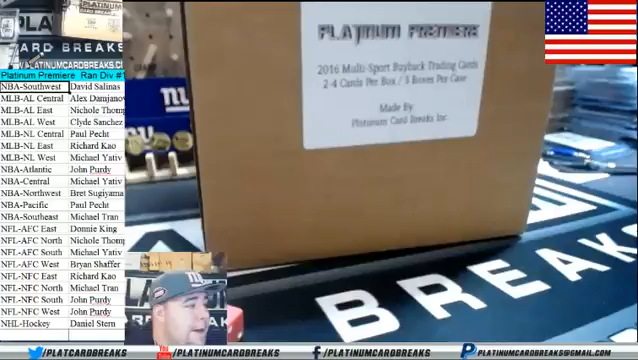 PLATINUM
CARD BREAKS
/PLATINUMCARDBREAKS.COM
Platinum Premiere Ran Div #1
NBA-Southwest David Salinas
MLB-AL Central Alex Damjanov
MLB-AL East Nichole Thomp
MLB-AL West Clyde Sanchez
MLB-NL Central Paul Pecht
MLB-NL East Richard Kao
MLB-NL West Michael Yativ
NBA-Atlantic John Purdy
NBA-Central Michael Yativ
NBA-Northwest Bret Sugiyama
NBA-Pacific Paul Pecht
NBA-Southeast Michael Tran
NFL-AFC East Donnie King
NFL-AFC North Nichole Thomp
NFL-AFC South Michael Yativ
NFL-AFC West Bryan Shaffer
NFL-NFC East Richard Kao
NFL-NFC North Michael Tran
NFL-NFC South John Purdy
NFL-NFC West John Purdy
NHL-Hockey Daniel Stern
PLATINUM PREMIERE
2016 Multi-Sport Buyback Trading Cards
2-4 Cards Per Box / 3 Boxes Per Case
Made By
Platinum Card Breaks Inc.
ny
BREAKS
/PLATCARDBREAKS
You Tube /PLATINUMCARDBREAKS
/PLATINUMCARDBREAKS
PLATINUMCARDBREAKS.COM